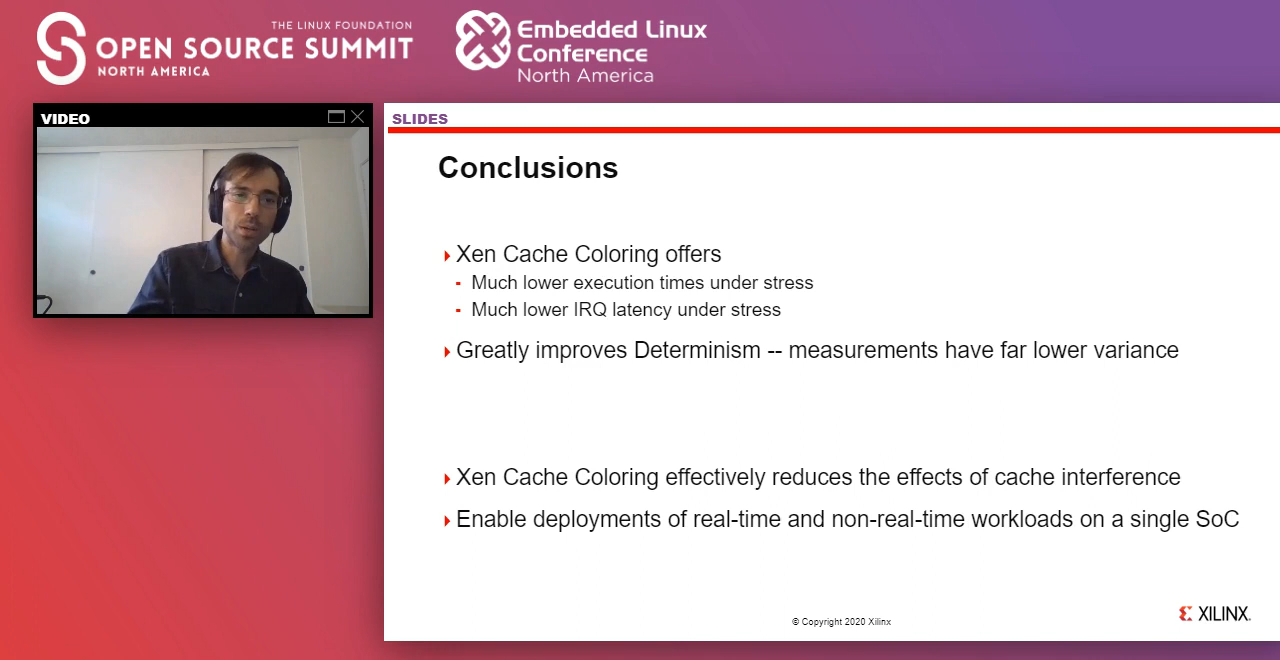 THE LINUX FOUNDATION
OPEN SOURCE SUMMIT
NORTH AMERICA
Embedded Linux
Conference
North America
VIDEO
SLIDES
Conclusions
Xen Cache Coloring offers
Much lower execution times under stress
Much lower IRQ latency under stress
Greatly improves Determinism -- measurements have far lower variance
Xen Cache Coloring effectively reduces the effects of cache interference
Enable deployments of real-time and non-real-time workloads on a single SoC
© Copyright 2020 Xilinx
XILINX.